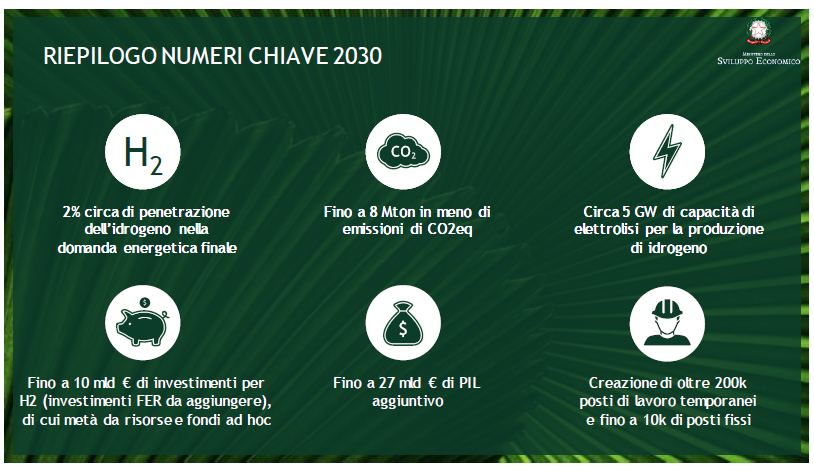 RIEPILOGO NUMERI CHIAVE 2030
MINISTERO DELLO
SVILUPPO ECONOMICO
H2
2% circa di penetrazione
dell'idrogeno nella
domanda energetica finale
CO2
Fino a 8 Mton in meno di
emissioni di CO2eq
Circa 5 GW di capacità di
elettrolisi per la produzione
di idrogeno
$
Fino a 10 mld € di investimenti per
H2 (investimenti FER da aggiungere),
di cui metà da risorse e fondi ad hoc
$
Fino a 27 mld € di PIL
aggiuntivo
Creazione di oltre 200k
posti di lavoro temporanei
e fino a 10k di posti fissi